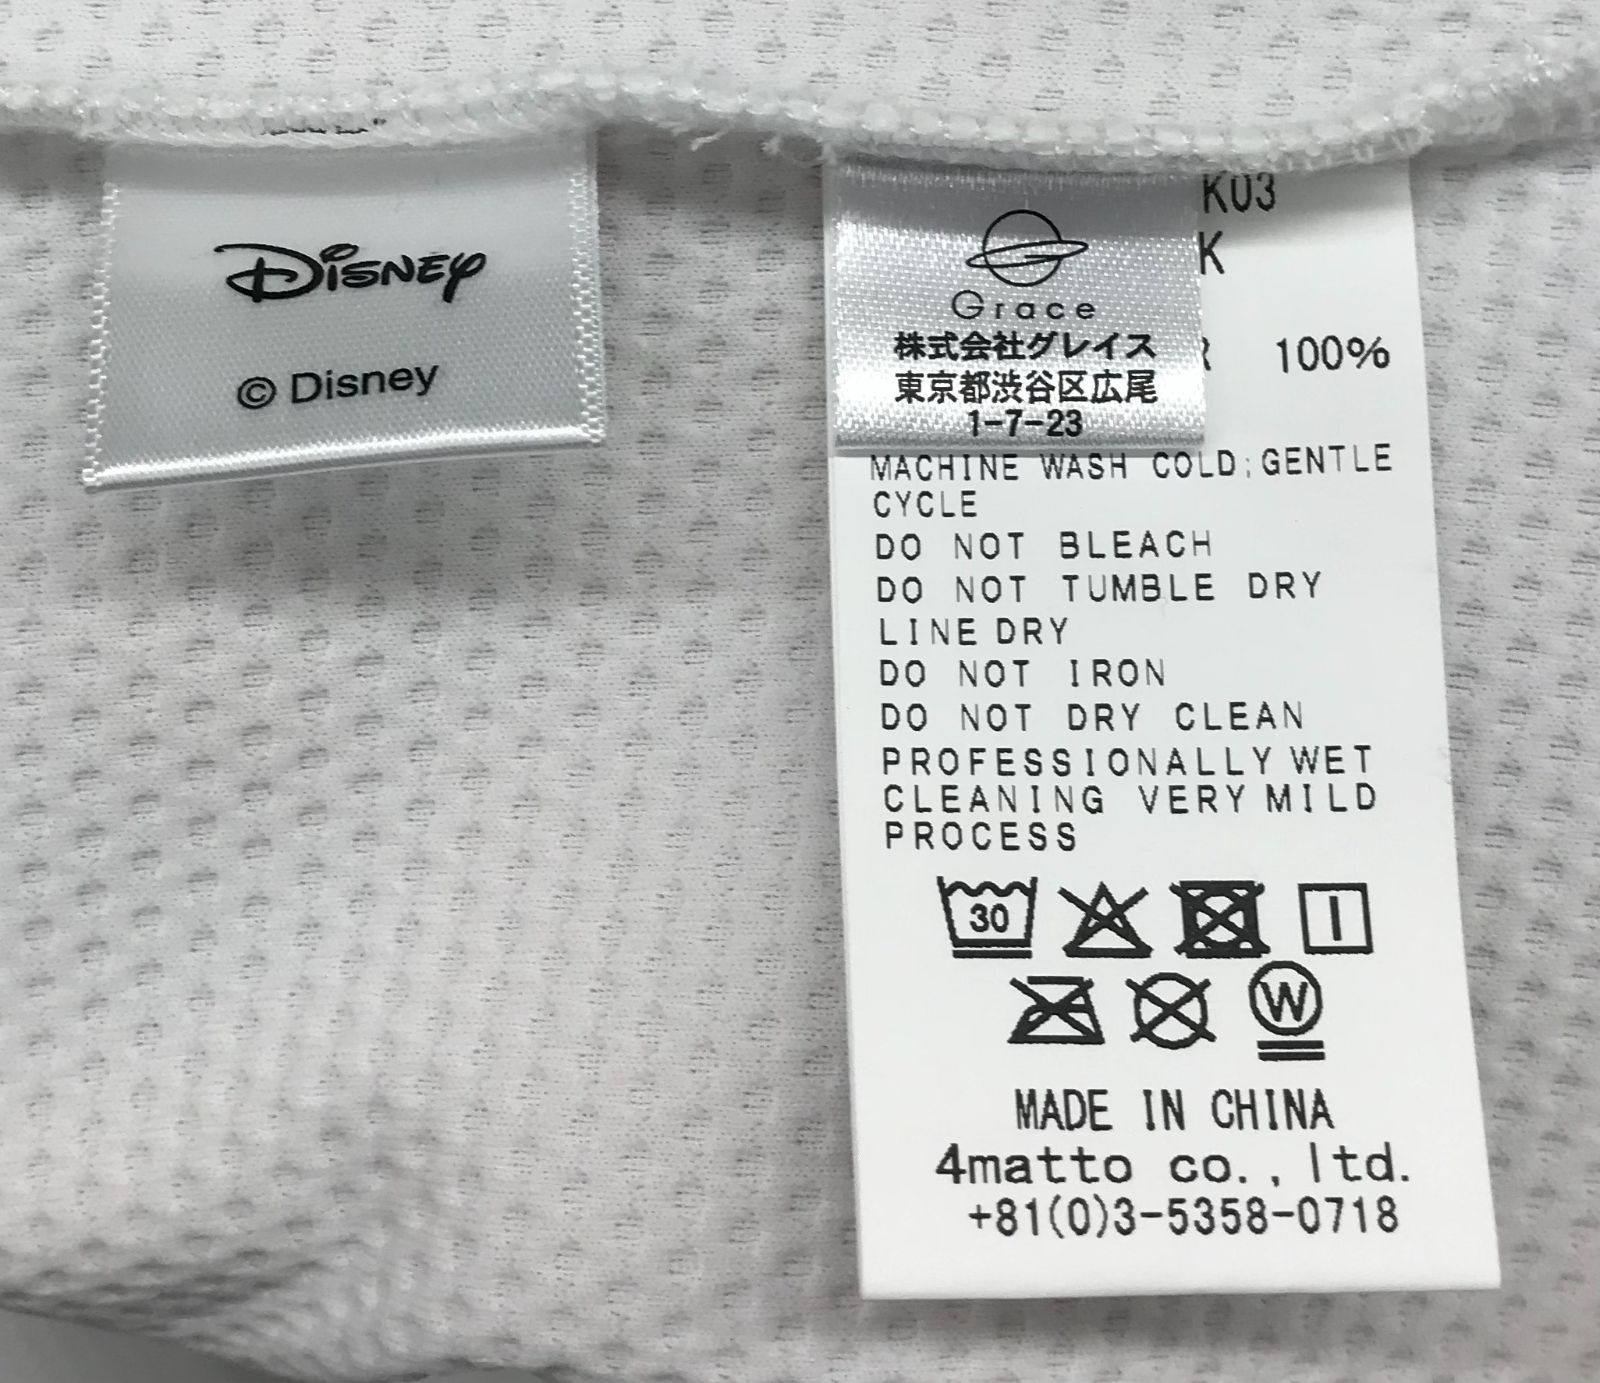 Disney
© Disney
Grace
株式会社グレイス
東京都渋谷区広尾
1-7-23
K03
K
100%
MACHINE WASH COLD;GENTLE
CYCLE
DO NOT BLEACH
DO NOT TUMBLE DRY
LINE DRY
DO NOT IRON
DO NOT DRY CLEAN
PROFESSIONALLY WET
CLEANING VERY MILD
PROCESS
30
W
MADE IN CHINA
4matto co., ltd.
+81(0)3-5358-0718